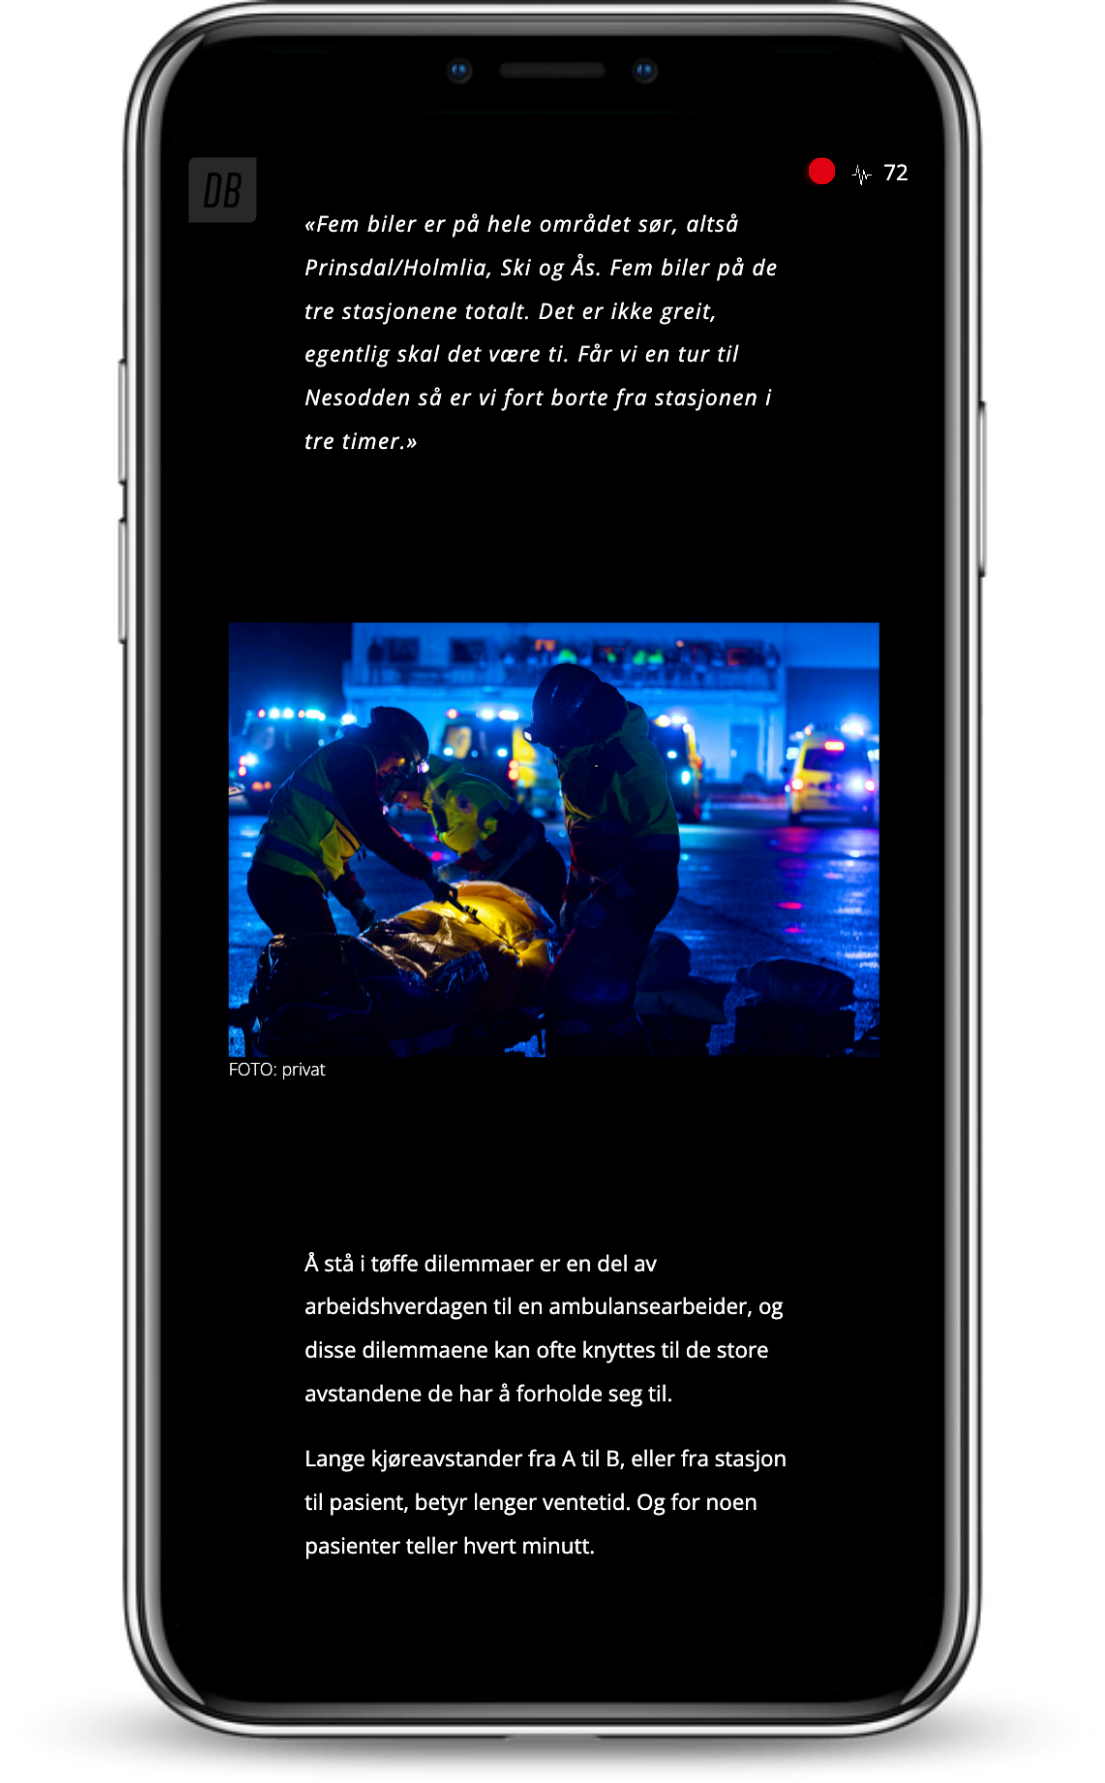 DB
72
«Fem biler er på hele området sør, altså
Prinsdal/Holmlia, Ski og Ås. Fem biler på de
tre stasjonene totalt. Det er ikke greit,
egentlig skal det være ti. Får vi en tur til
Nesodden så er vi fort borte fra stasjonen i
tre timer.»
FOTO: privat
Å stå i tøffe dilemmaer er en del av
arbeidshverdagen til en ambulansearbeider, og
disse dilemmaene kan ofte knyttes til de store
avstandene de har å forholde seg til.
Lange kjøreavstander fra A til B, eller fra stasjon
til pasient, betyr lenger ventetid. Og for noen
pasienter teller hvert minutt.